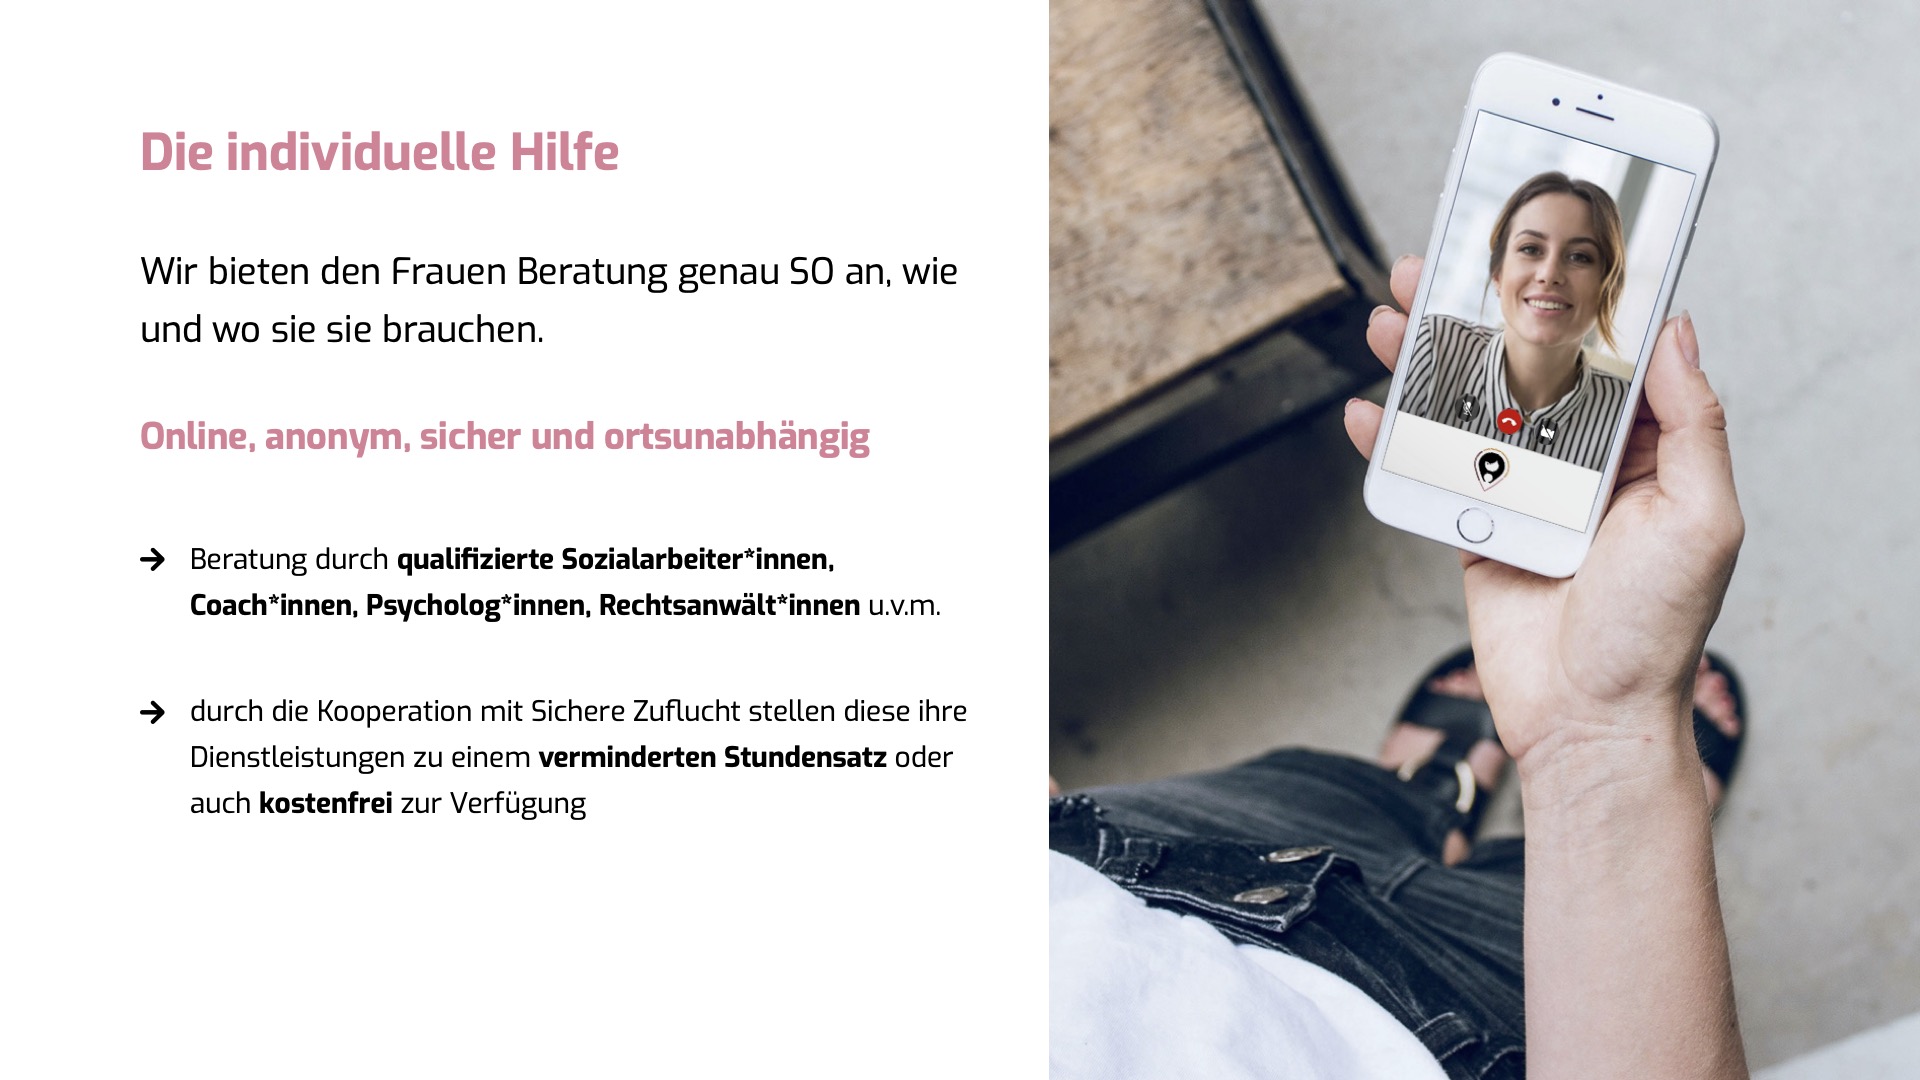 Die individuelle Hilfe
Wir bieten den Frauen Beratung genau SO an, wie
und wo sie sie brauchen.
Online, anonym, sicher und ortsunabhängig
→ Beratung durch qualifizierte Sozialarbeiter*innen,
Coach*innen, Psycholog*innen, Rechtsanwält*innen u.v.m.
→ durch die Kooperation mit Sichere Zuflucht stellen diese ihre
Dienstleistungen zu einem verminderten Stundensatz oder
auch kostenfrei zur Verfügung